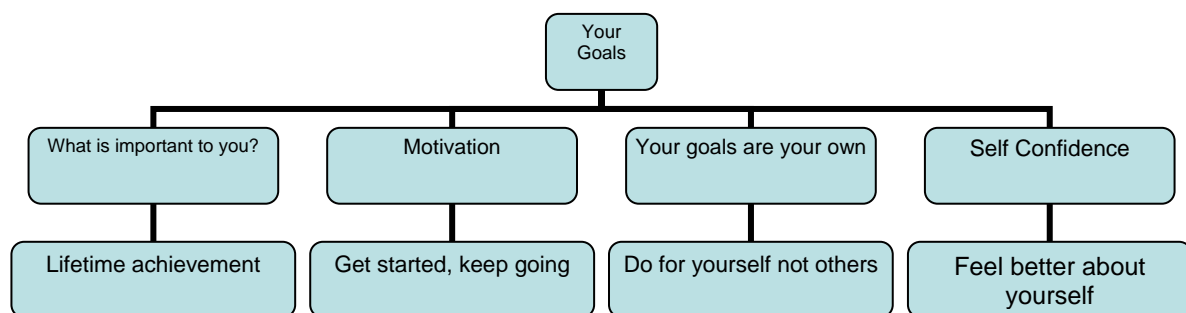 Your
Goals
What is important to you?
Motivation
Your goals are your own
Self Confidence
Lifetime achievement
Get started, keep going
Do for yourself not others
Feel better about
yourself